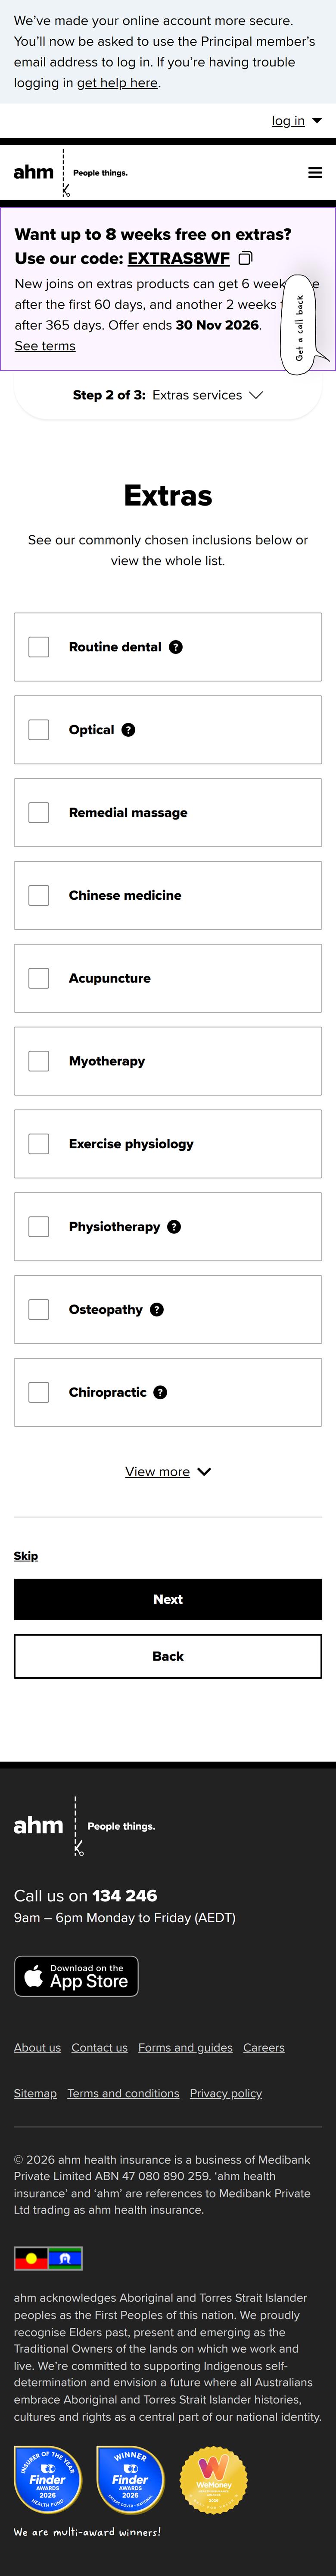 We've made your online account more secure.
You'll now be asked to use the Principal member's
email address to log in. If you're having trouble
logging in get help here.
log in
ahm People things.
Want up to 8 weeks free on extras?
Use our code: EXTRAS8WF
New joins on extras products can get 6 week
after the first 60 days, and another 2 weeks
after 365 days. Offer ends 30 Nov 2026.
See terms
Get a call back
Step 2 of 3: Extras services
Extras
See our commonly chosen inclusions below or
view the whole list.
Routine dental ?
Optical ?
Remedial massage
Chinese medicine
Acupuncture
Myotherapy
Exercise physiology
Physiotherapy ?
Osteopathy ?
Chiropractic ?
View more
Skip
Next
Back
ahm People things.
Call us on 134 246
9am – 6pm Monday to Friday (AEDT)
Download on the
App Store
About us Contact us Forms and guides Careers
Sitemap Terms and conditions Privacy policy
© 2026 ahm health insurance is a business of Medibank
Private Limited ABN 47 080 890 259. 'ahm health
insurance' and 'ahm' are references to Medibank Private
Ltd trading as ahm health insurance.
ahm acknowledges Aboriginal and Torres Strait Islander
peoples as the First Peoples of this nation. We proudly
recognise Elders past, present and emerging as the
Traditional Owners of the lands on which we work and
live. We're committed to supporting Indigenous self-
determination and envision a future where all Australians
embrace Aboriginal and Torres Strait Islander histories,
cultures and rights as a central part of our national identity.
INSURER OF THE YEAR
Finder
AWARDS
2026
HEALTH FUND
WINNER
Finder
AWARDS
2026
EXTRAS COVER - NATIONAL
WeMoney
We are multi-award winners!